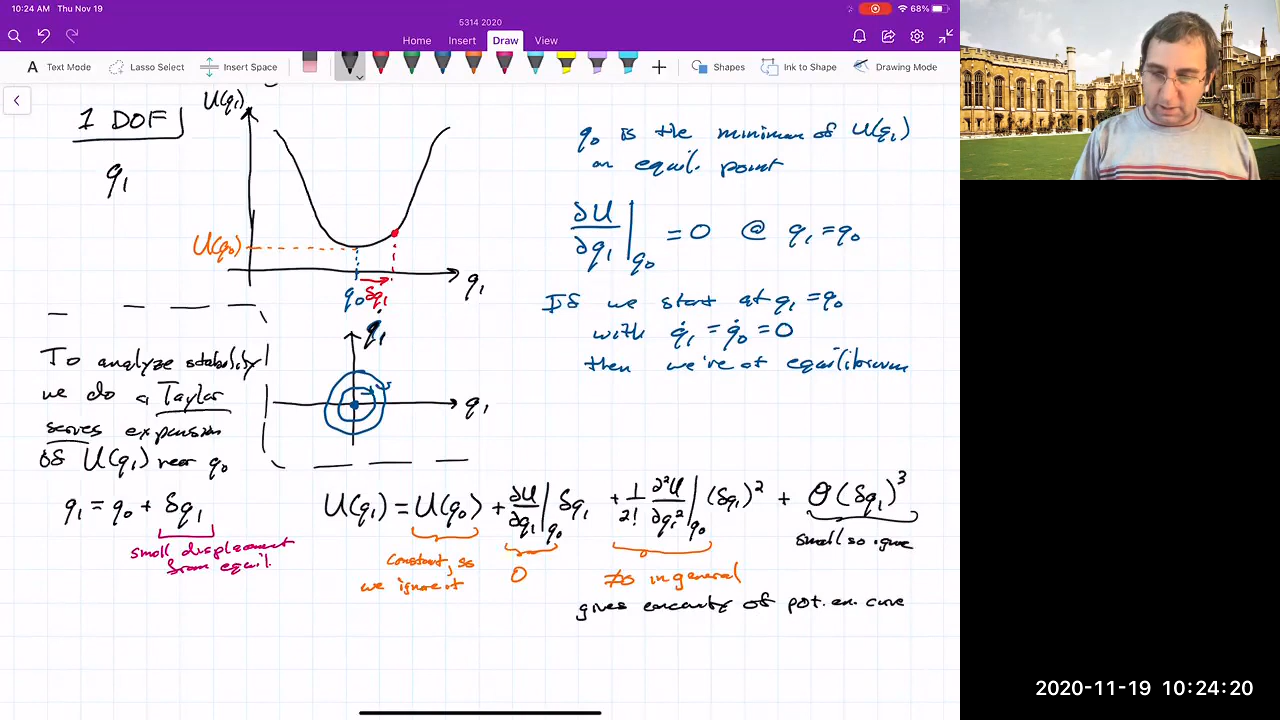 10:24 AM Thu Nov 19
68%
5314 2020
Home Insert Draw View
Text Mode Lasso Select Insert Space Shapes Ink to Shape Drawing Mode
1 DOF
q₁
U(q₁)
U(q₀)
q₀ δq₁
q₁
q̇₁
q₁
q₀ is the minimum of U(q₁)
an equil. point
∂U/∂q₁|q₀ = 0 @ q₁ = q₀
If we start at q₁ = q₀
with q̇₁ = q̇₀ = 0
then we're at equilibrium
To analyze stability
we do a Taylor
series expansion
of U(q₁) near q₀
q₁ = q₀ + δq₁
small displacement
from equil.
U(q₁) = U(q₀) + ∂U/∂q₁|q₀ δq₁ + 1/2! ∂²U/∂q₁²|q₀ (δq₁)² + O(δq₁)³
constant, so
we ignore it
0
≠0 in general
small so ignore
gives concavity of pot. en. curve
2020-11-19 10:24:20